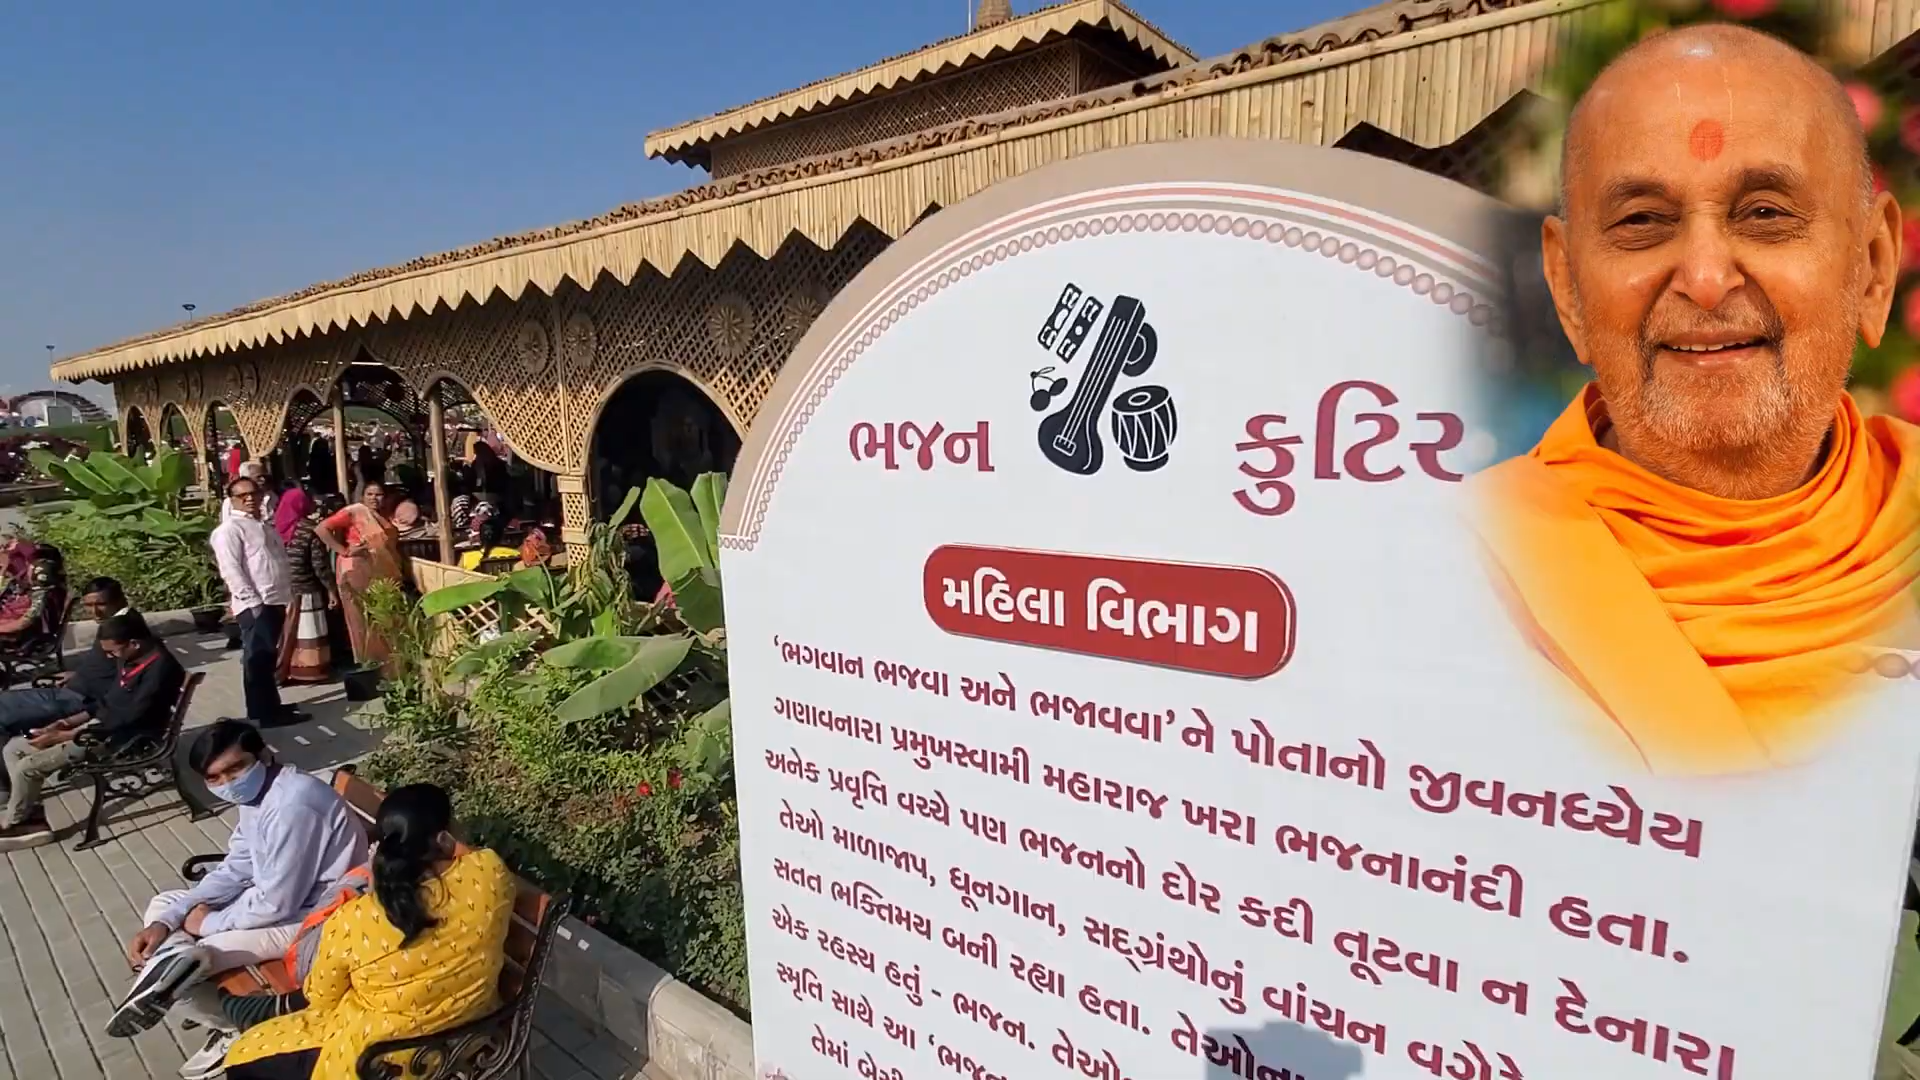 ભજન કુટિર
મહિલા વિભાગ
‘ભગવાન ભજવા અને ભજાવવા’ને પોતાનો જીવનધ્યેય
ગણાવનારા પ્રમુખસ્વામી મહારાજ ખરા ભજનાનંદી હતા.
અનેક પ્રવૃત્તિ વચ્ચે પણ ભજનનો દોર કદી તૂટવા ન દેનારા
તેઓ માળાજાપ, ધૂનગાન, સદ્ગ્રંથોનું વાંચન વગેરે
સતત ભક્તિમય બની રહ્યા હતા. તેઓના
એક રહસ્ય હતું - ભજન. તેઓ
સ્મૃતિ સાથે આ ‘ભજન
તેમાં